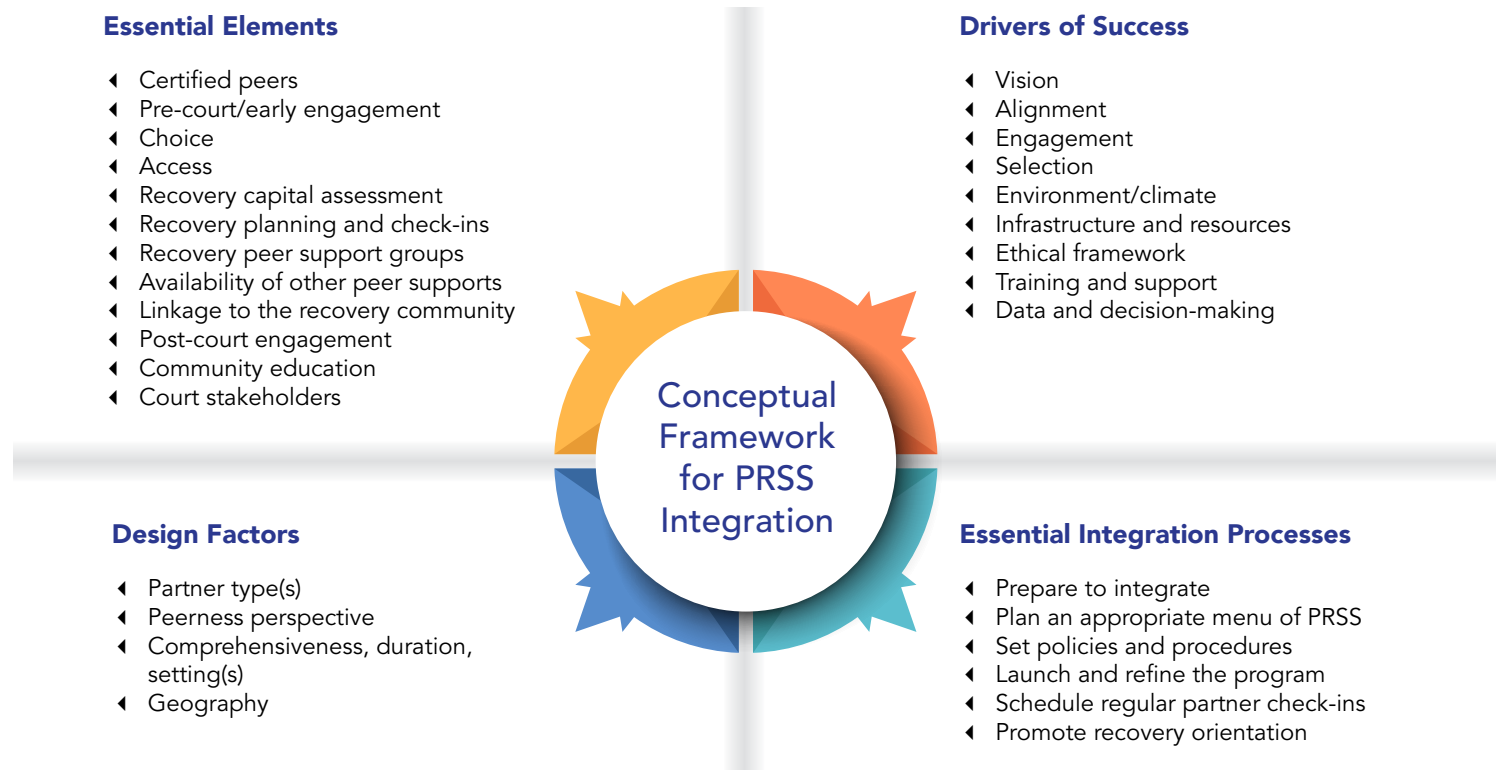 Essential Elements
Certified peers
Pre-court/early engagement
Choice
Access
Recovery capital assessment
Recovery planning and check-ins
Recovery peer support groups
Availability of other peer supports
Linkage to the recovery community
Post-court engagement
Community education
Court stakeholders
Drivers of Success
Vision
Alignment
Engagement
Selection
Environment/climate
Infrastructure and resources
Ethical framework
Training and support
Data and decision-making
Conceptual
Framework
for PRSS
Integration
Design Factors
Partner type(s)
Peerness perspective
Comprehensiveness, duration,
setting(s)
Geography
Essential Integration Processes
Prepare to integrate
Plan an appropriate menu of PRSS
Set policies and procedures
Launch and refine the program
Schedule regular partner check-ins
Promote recovery orientation